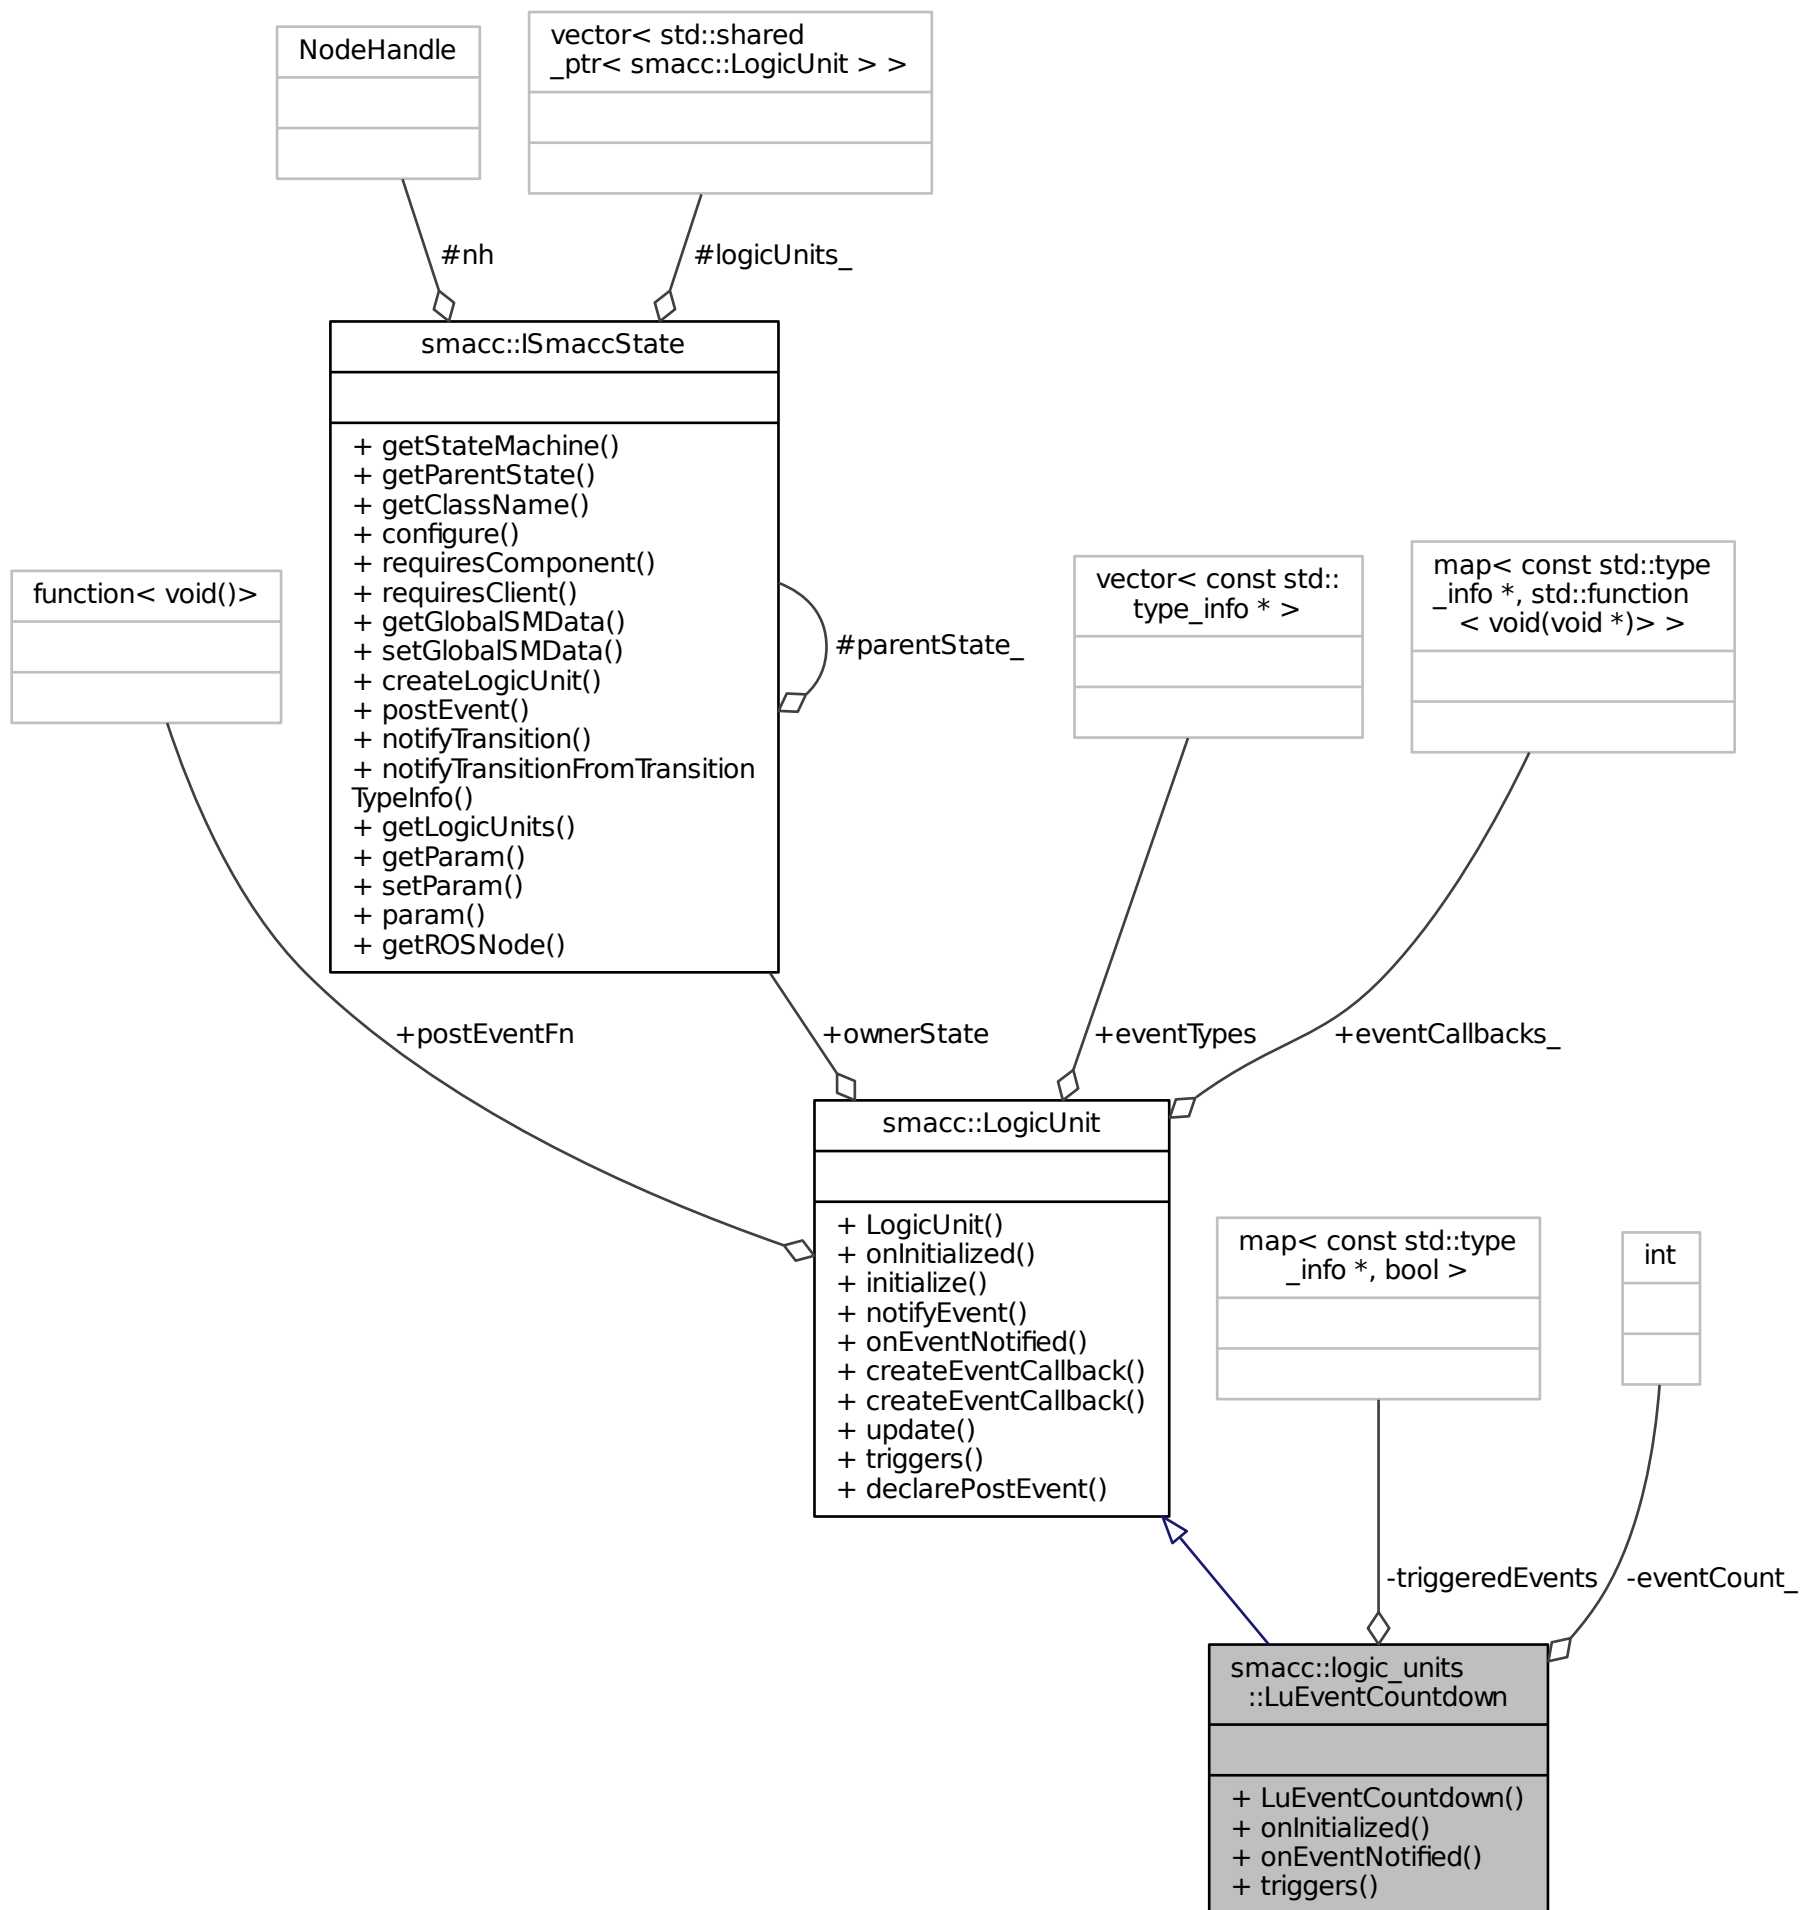 NodeHandle
vector< std::shared
_ptr< smacc::LogicUnit > >
#nh
#logicUnits_
smacc::ISmaccState
+ getStateMachine()
+ getParentState()
+ getClassName()
+ configure()
+ requiresComponent()
+ requiresClient()
+ getGlobalSMData()
+ setGlobalSMData()
+ createLogicUnit()
+ postEvent()
+ notifyTransition()
+ notifyTransitionFromTransition
TypeInfo()
+ getLogicUnits()
+ getParam()
+ setParam()
+ param()
+ getROSNode()
#parentState_
function< void()>
vector< const std::
type_info * >
map< const std::type
_info *, std::function
< void(void *)> >
+postEventFn
+ownerState
+eventTypes
+eventCallbacks_
smacc::LogicUnit
+ LogicUnit()
+ onInitialized()
+ initialize()
+ notifyEvent()
+ onEventNotified()
+ createEventCallback()
+ createEventCallback()
+ update()
+ triggers()
+ declarePostEvent()
map< const std::type
_info *, bool >
int
-triggeredEvents
-eventCount_
smacc::logic_units
::LuEventCountdown
+ LuEventCountdown()
+ onInitialized()
+ onEventNotified()
+ triggers()